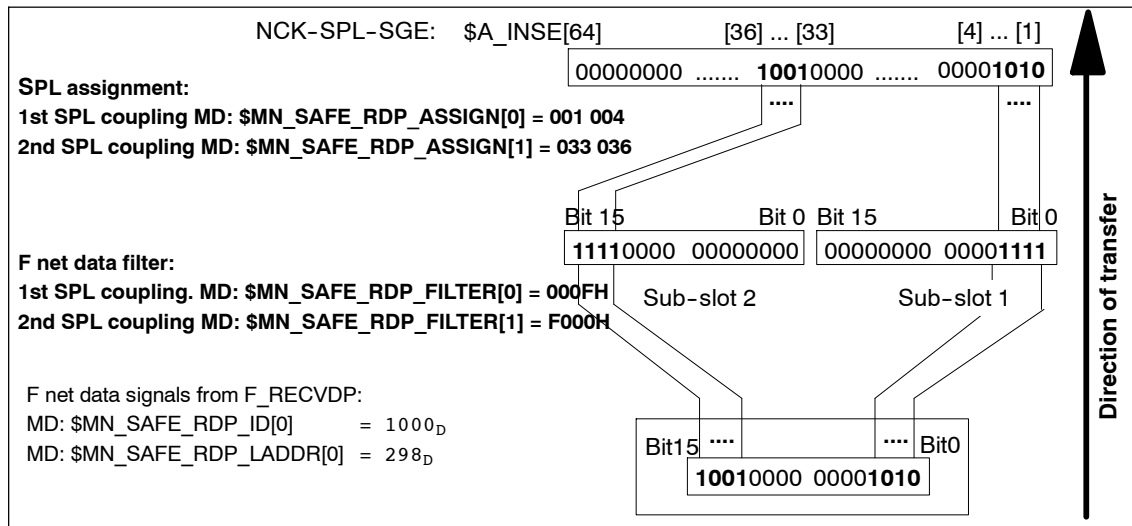 NCK-SPL-SGE: $A_INSE[64] [36] ... [33] [4] ... [1]
00000000 ....... 10010000 ....... 00001010
SPL assignment:
.... ....
1st SPL coupling MD: $MN_SAFE_RDP_ASSIGN[0] = 001 004
2nd SPL coupling MD: $MN_SAFE_RDP_ASSIGN[1] = 033 036
Bit 15 Bit 0 Bit 15 Bit 0
11110000 00000000 00000000 00001111
F net data filter:
1st SPL coupling. MD: $MN_SAFE_RDP_FILTER[0] = 000FH
Sub-slot 2 Sub-slot 1
2nd SPL coupling MD: $MN_SAFE_RDP_FILTER[1] = F000H
F net data signals from F_RECVDP:
MD: $MN_SAFE_RDP_ID[0] = 1000D
MD: $MN_SAFE_RDP_LADDR[0] = 298D
Bit15 .... .... Bit0
10010000 00001010
Direction of transfer